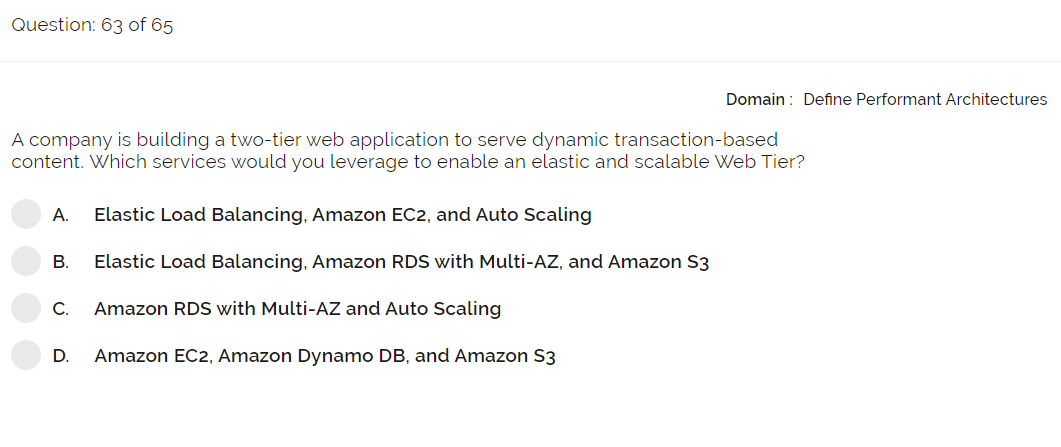 Question: 63 of 65
Domain : Define Performant Architectures
A company is building a two-tier web application to serve dynamic transaction-based
content. Which services would you leverage to enable an elastic and scalable Web Tier?
A. Elastic Load Balancing, Amazon EC2, and Auto Scaling
B. Elastic Load Balancing, Amazon RDS with Multi-AZ, and Amazon S3
C. Amazon RDS with Multi-AZ and Auto Scaling
D. Amazon EC2, Amazon Dynamo DB, and Amazon S3